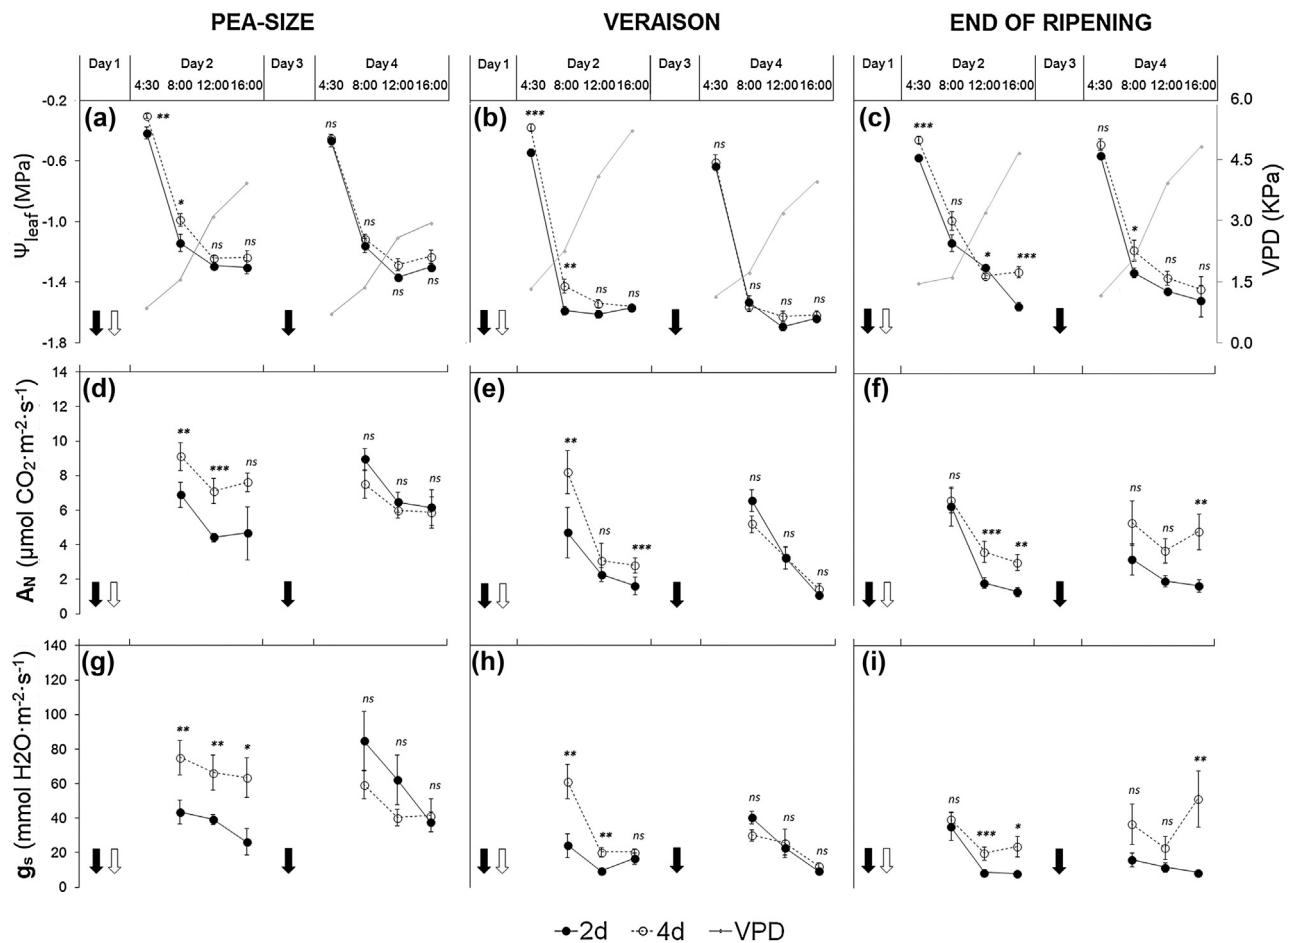 PEA-SIZE VERAISON END OF RIPENING
Day 1 Day 2 Day 3 Day 4 Day 1 Day 2 Day 3 Day 4 Day 1 Day 2 Day 3 Day 4
4:30 8:00 12:00 16:00 4:30 8:00 12:00 16:00 4:30 8:00 12:00 16:00 4:30 8:00 12:00 16:00 4:30 8:00 12:00 16:00 4:30 8:00 12:00 16:00
(a) (b) (c)
Ψleaf (MPa)
-0.2
-0.6
-1.0
-1.4
-1.8
** * ns ns ns ns ns ns
*** ** ns ns ns ns ns ns
*** ns * *** ns * ns ns
6.0
4.5
3.0
1.5
0.0
VPD (KPa)
(d) (e) (f)
AN (µmol CO2·m-2·s-1)
14
12
10
8
6
4
2
0
** *** ns ns ns ns
** ns *** ns ns ns
ns *** ** ns ns **
(g) (h) (i)
gs (mmol H2O·m-2·s-1)
140
120
100
80
60
40
20
0
** ** * ns ns ns
** ** ns ns ns ns
ns *** * ns ns **
2d 4d VPD